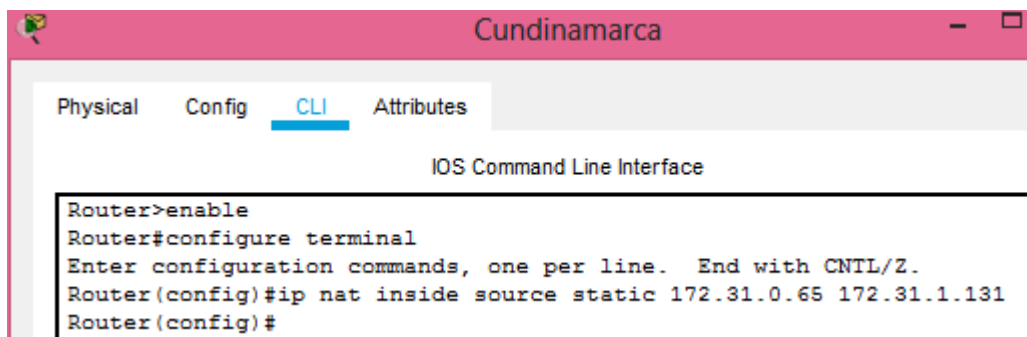 Cundinamarca
Physical Config CLI Attributes
IOS Command Line Interface
Router>enable
Router#configure terminal
Enter configuration commands, one per line.  End with CNTL/Z.
Router(config)#ip nat inside source static 172.31.0.65 172.31.1.131
Router(config)#